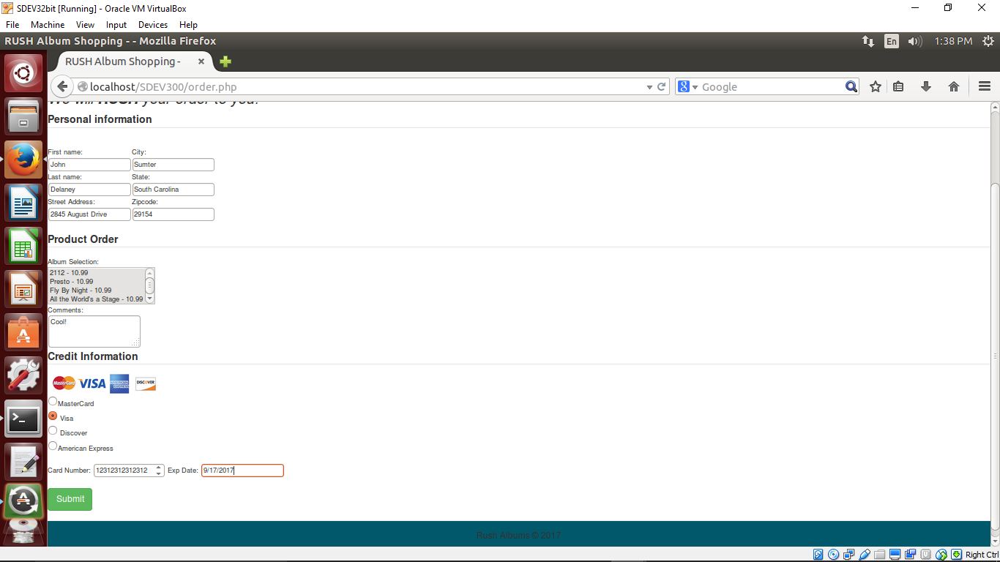 SDEV32bit [Running] - Oracle VM VirtualBox
File Machine View Input Devices Help
RUSH Album Shopping - - Mozilla Firefox
En
1:38 PM
RUSH Album Shopping -
localhost/SDEV300/order.php
Google
We will RUSH your order to you!
Personal information
First name: City:
John Sumter
Last name: State:
Delaney South Carolina
Street Address: Zipcode:
2845 August Drive 29154
Product Order
Album Selection:
2112 - 10.99
Presto - 10.99
Fly By Night - 10.99
All the World's a Stage - 10.99
Comments:
Cool!
Credit Information
MasterCard VISA AMERICAN EXPRESS DISCOVER
MasterCard
Visa
Discover
American Express
Card Number: 12312312312312 Exp Date: 9/17/2017
Submit
Rush Albums © 2017
Right Ctrl